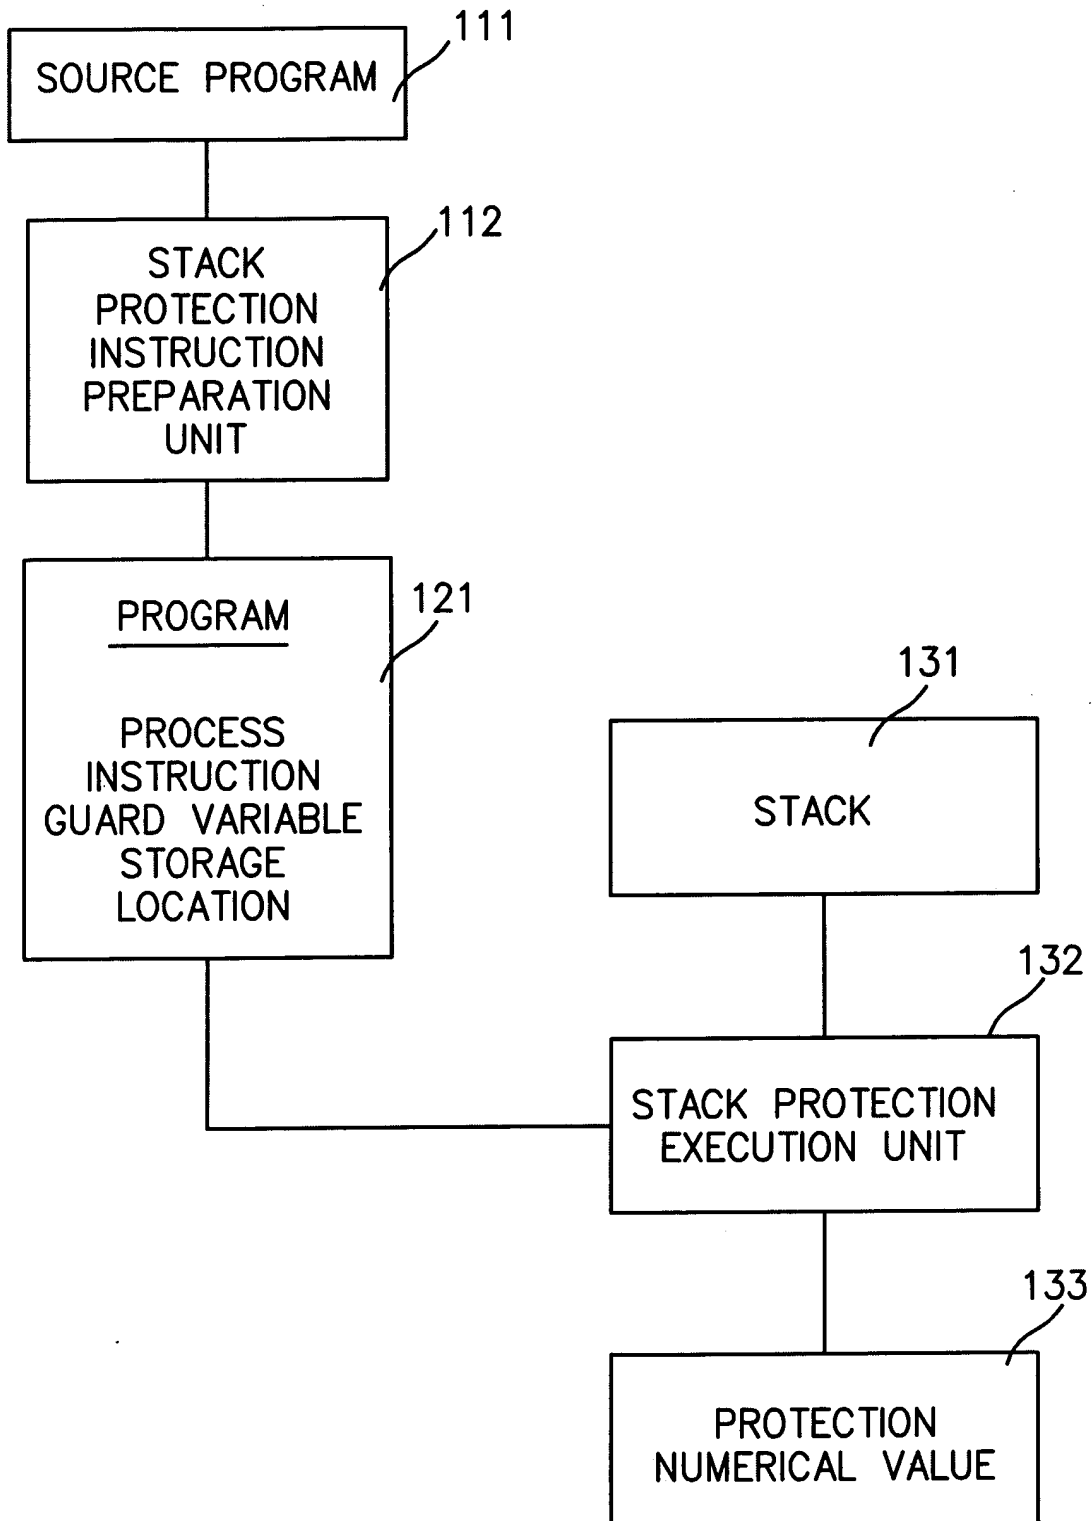 111
SOURCE PROGRAM
112
STACK
PROTECTION
INSTRUCTION
PREPARATION
UNIT
121
PROGRAM
PROCESS
INSTRUCTION
GUARD VARIABLE
STORAGE
LOCATION
131
STACK
132
STACK PROTECTION
EXECUTION UNIT
133
PROTECTION
NUMERICAL VALUE